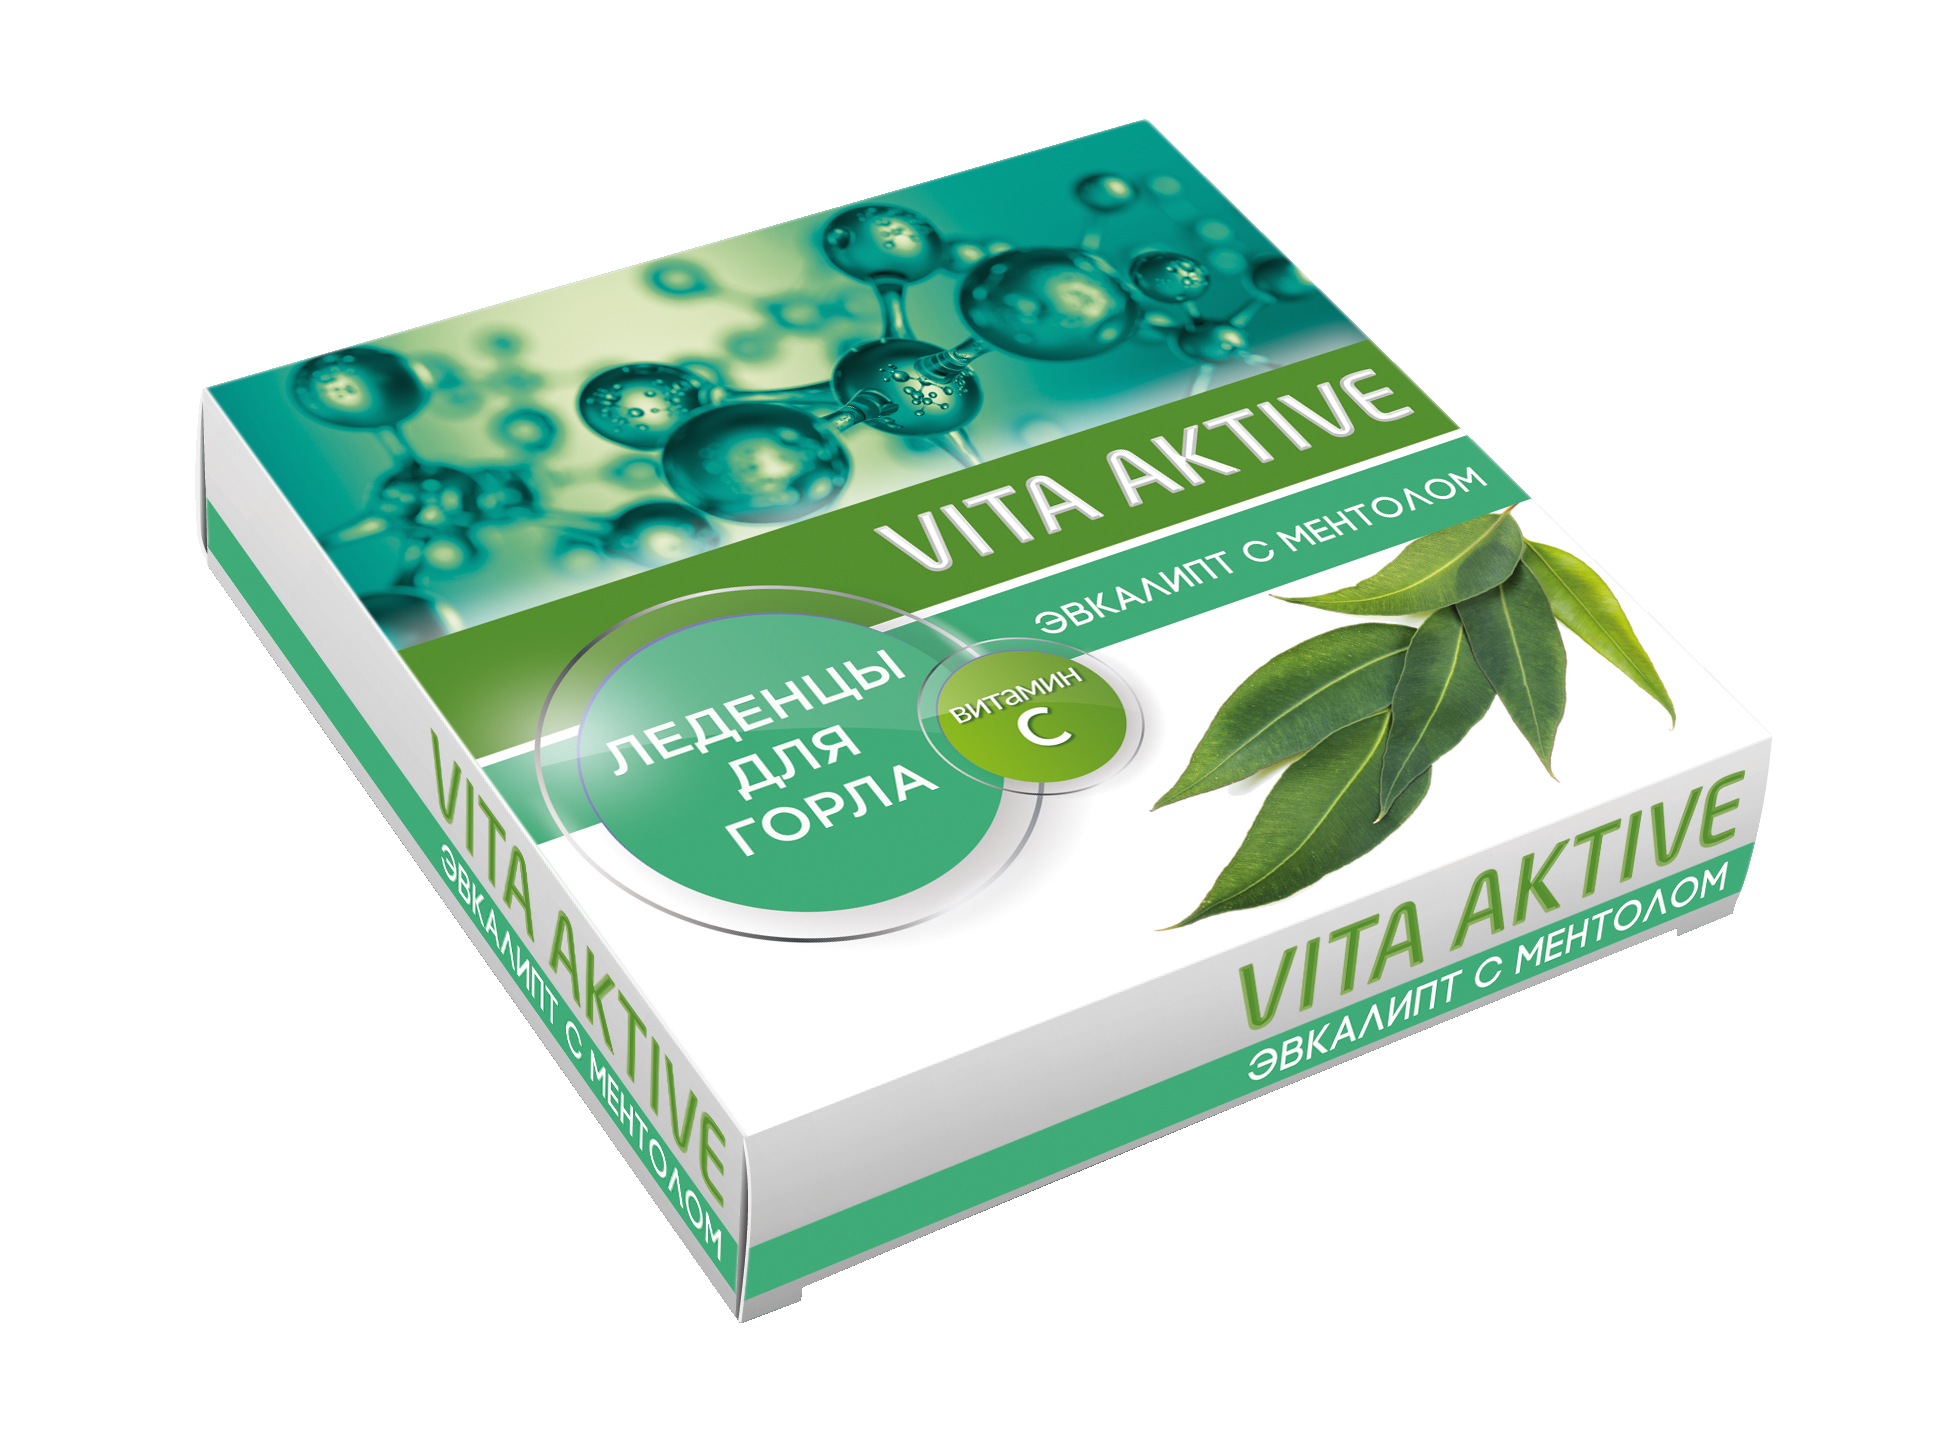 VITA AKTIVE
ЭВКАЛИПТ С МЕНТОЛОМ
ЛЕДЕНЦЫ
ДЛЯ
ГОРЛА
витамин
С
VITA AKTIVE
ЭВКАЛИПТ С МЕНТОЛОМ
VITA AKTIVE
ЭВКАЛИПТ С МЕНТОЛОМ